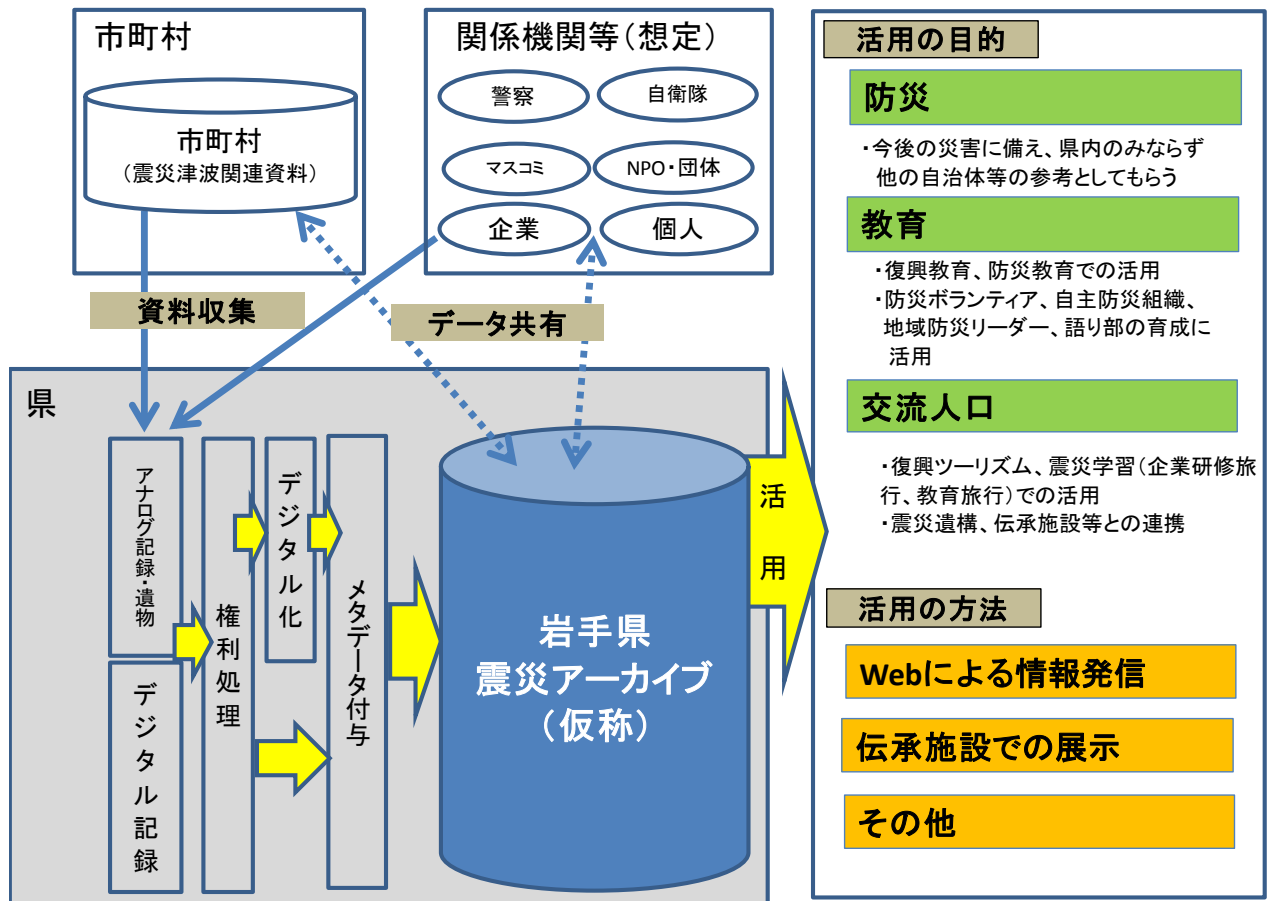 市町村
市町村
（震災津波関連資料）
関係機関等（想定）
警察
自衛隊
マスコミ
NPO・団体
企業
個人
資料収集
データ共有
県
アナログ記録・遺物
デジタル記録
権利処理
デジタル化
メタデータ付与
岩手県
震災アーカイブ
（仮称）
活用
活用の目的
防災
・今後の災害に備え、県内のみならず
他の自治体等の参考としてもらう
教育
・復興教育、防災教育での活用
・防災ボランティア、自主防災組織、
地域防災リーダー、語り部の育成に
活用
交流人口
・復興ツーリズム、震災学習（企業研修旅
行、教育旅行）での活用
・震災遺構、伝承施設等との連携
活用の方法
Webによる情報発信
伝承施設での展示
その他